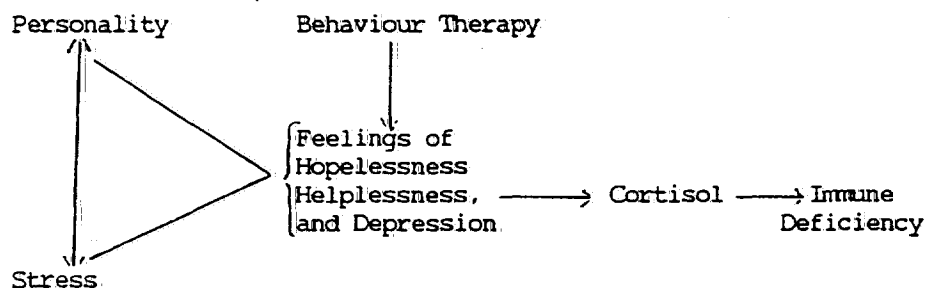 Personality
Behaviour Therapy
Feelings of
Hopelessness
Helplessness,
and Depression
Cortisol
Immune
Deficiency
Stress